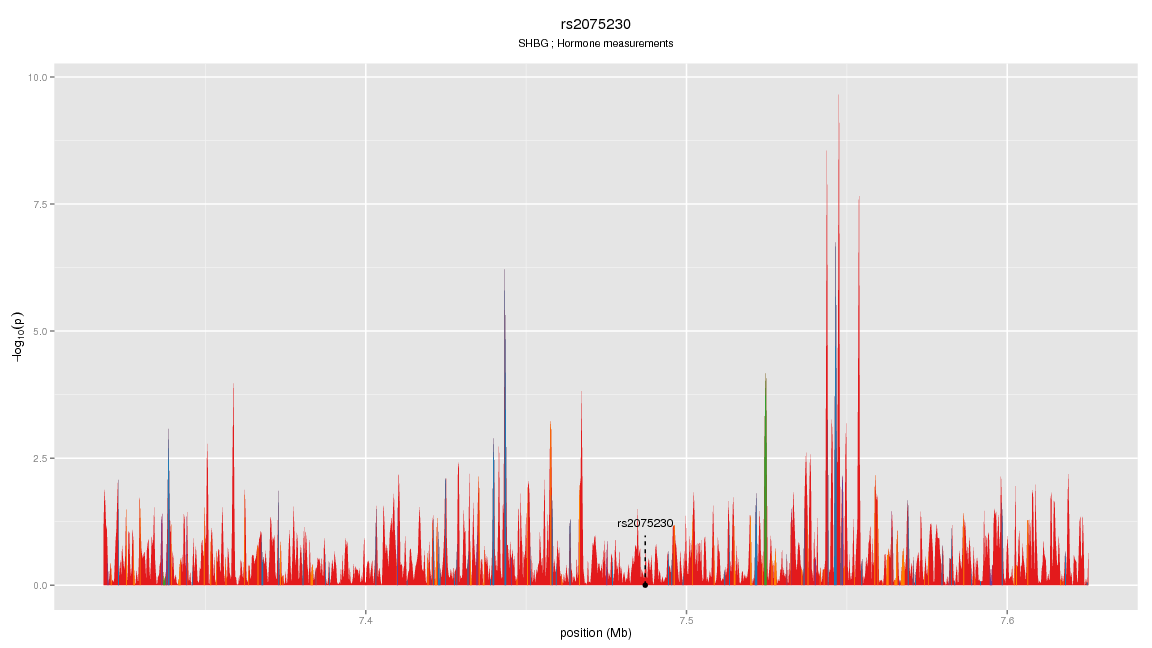 rs2075230
SHBG ; Hormone measurements
10.0
7.5
5.0
2.5
0.0
−log10(p)
rs2075230
7.4
7.5
7.6
position (Mb)